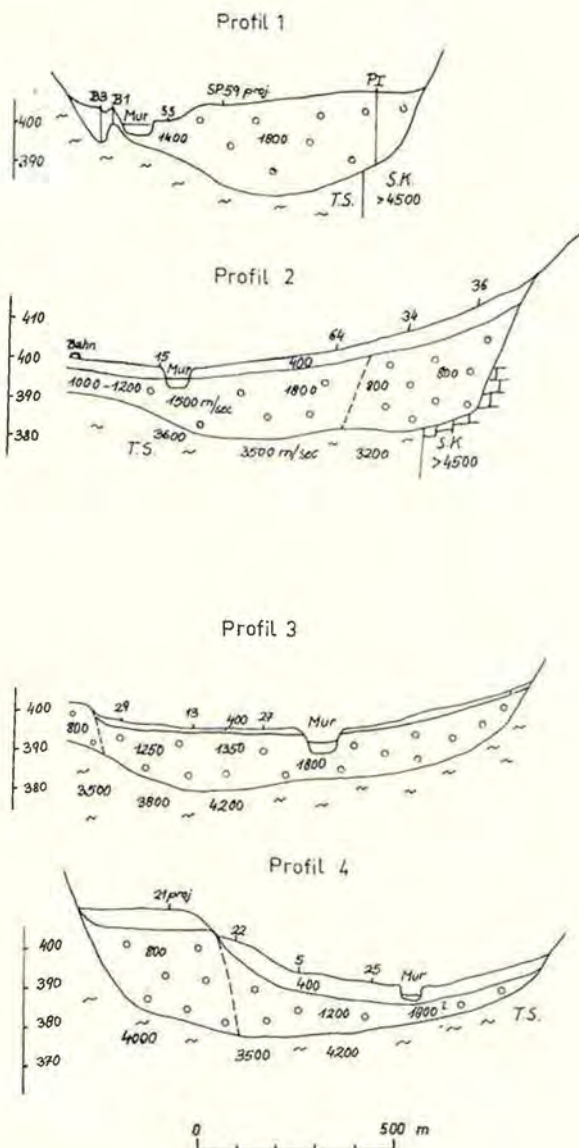 Profil 1
PI
SP59 proj.
B3 B1 Mur 33
400 1400 1800
390
T.S. S.K.
>4500
Profil 2
36
34
410
64
Bahn 15 Mur
400 400
1000-1200 1500 m/sec 1800 800 800
390
380 3600
T.S. 3500 m/sec 3200 S.K.
>4500
Profil 3
400 29 13 400 27 Mur
800
390 1250 1350 1800
380 3500 3800 4200
Profil 4
21 proj
22
400 800 5 25 Mur
390 400
1200 1800 ? T.S.
380 4000 3500 4200
370
0 500 m